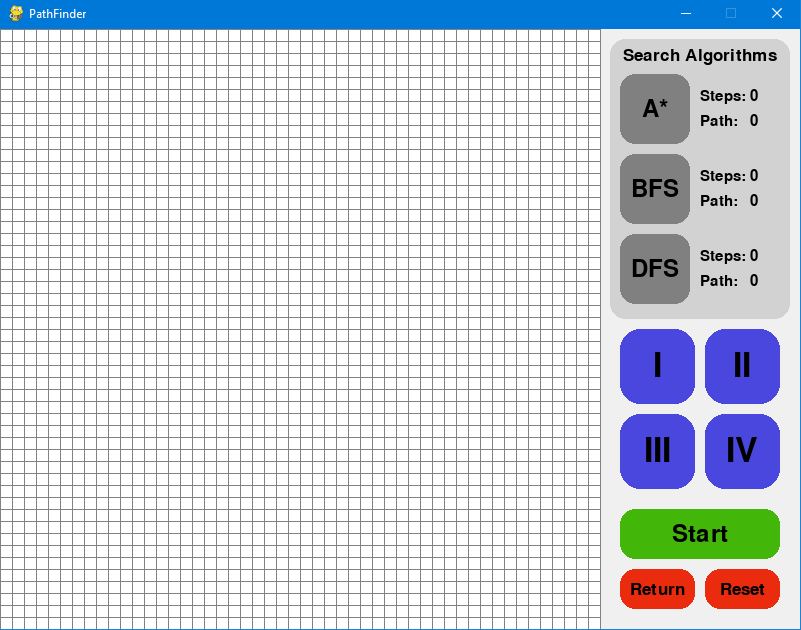 PathFinder
Search Algorithms
A*
Steps: 0
Path: 0
BFS
Steps: 0
Path: 0
DFS
Steps: 0
Path: 0
I
II
III
IV
Start
Return
Reset